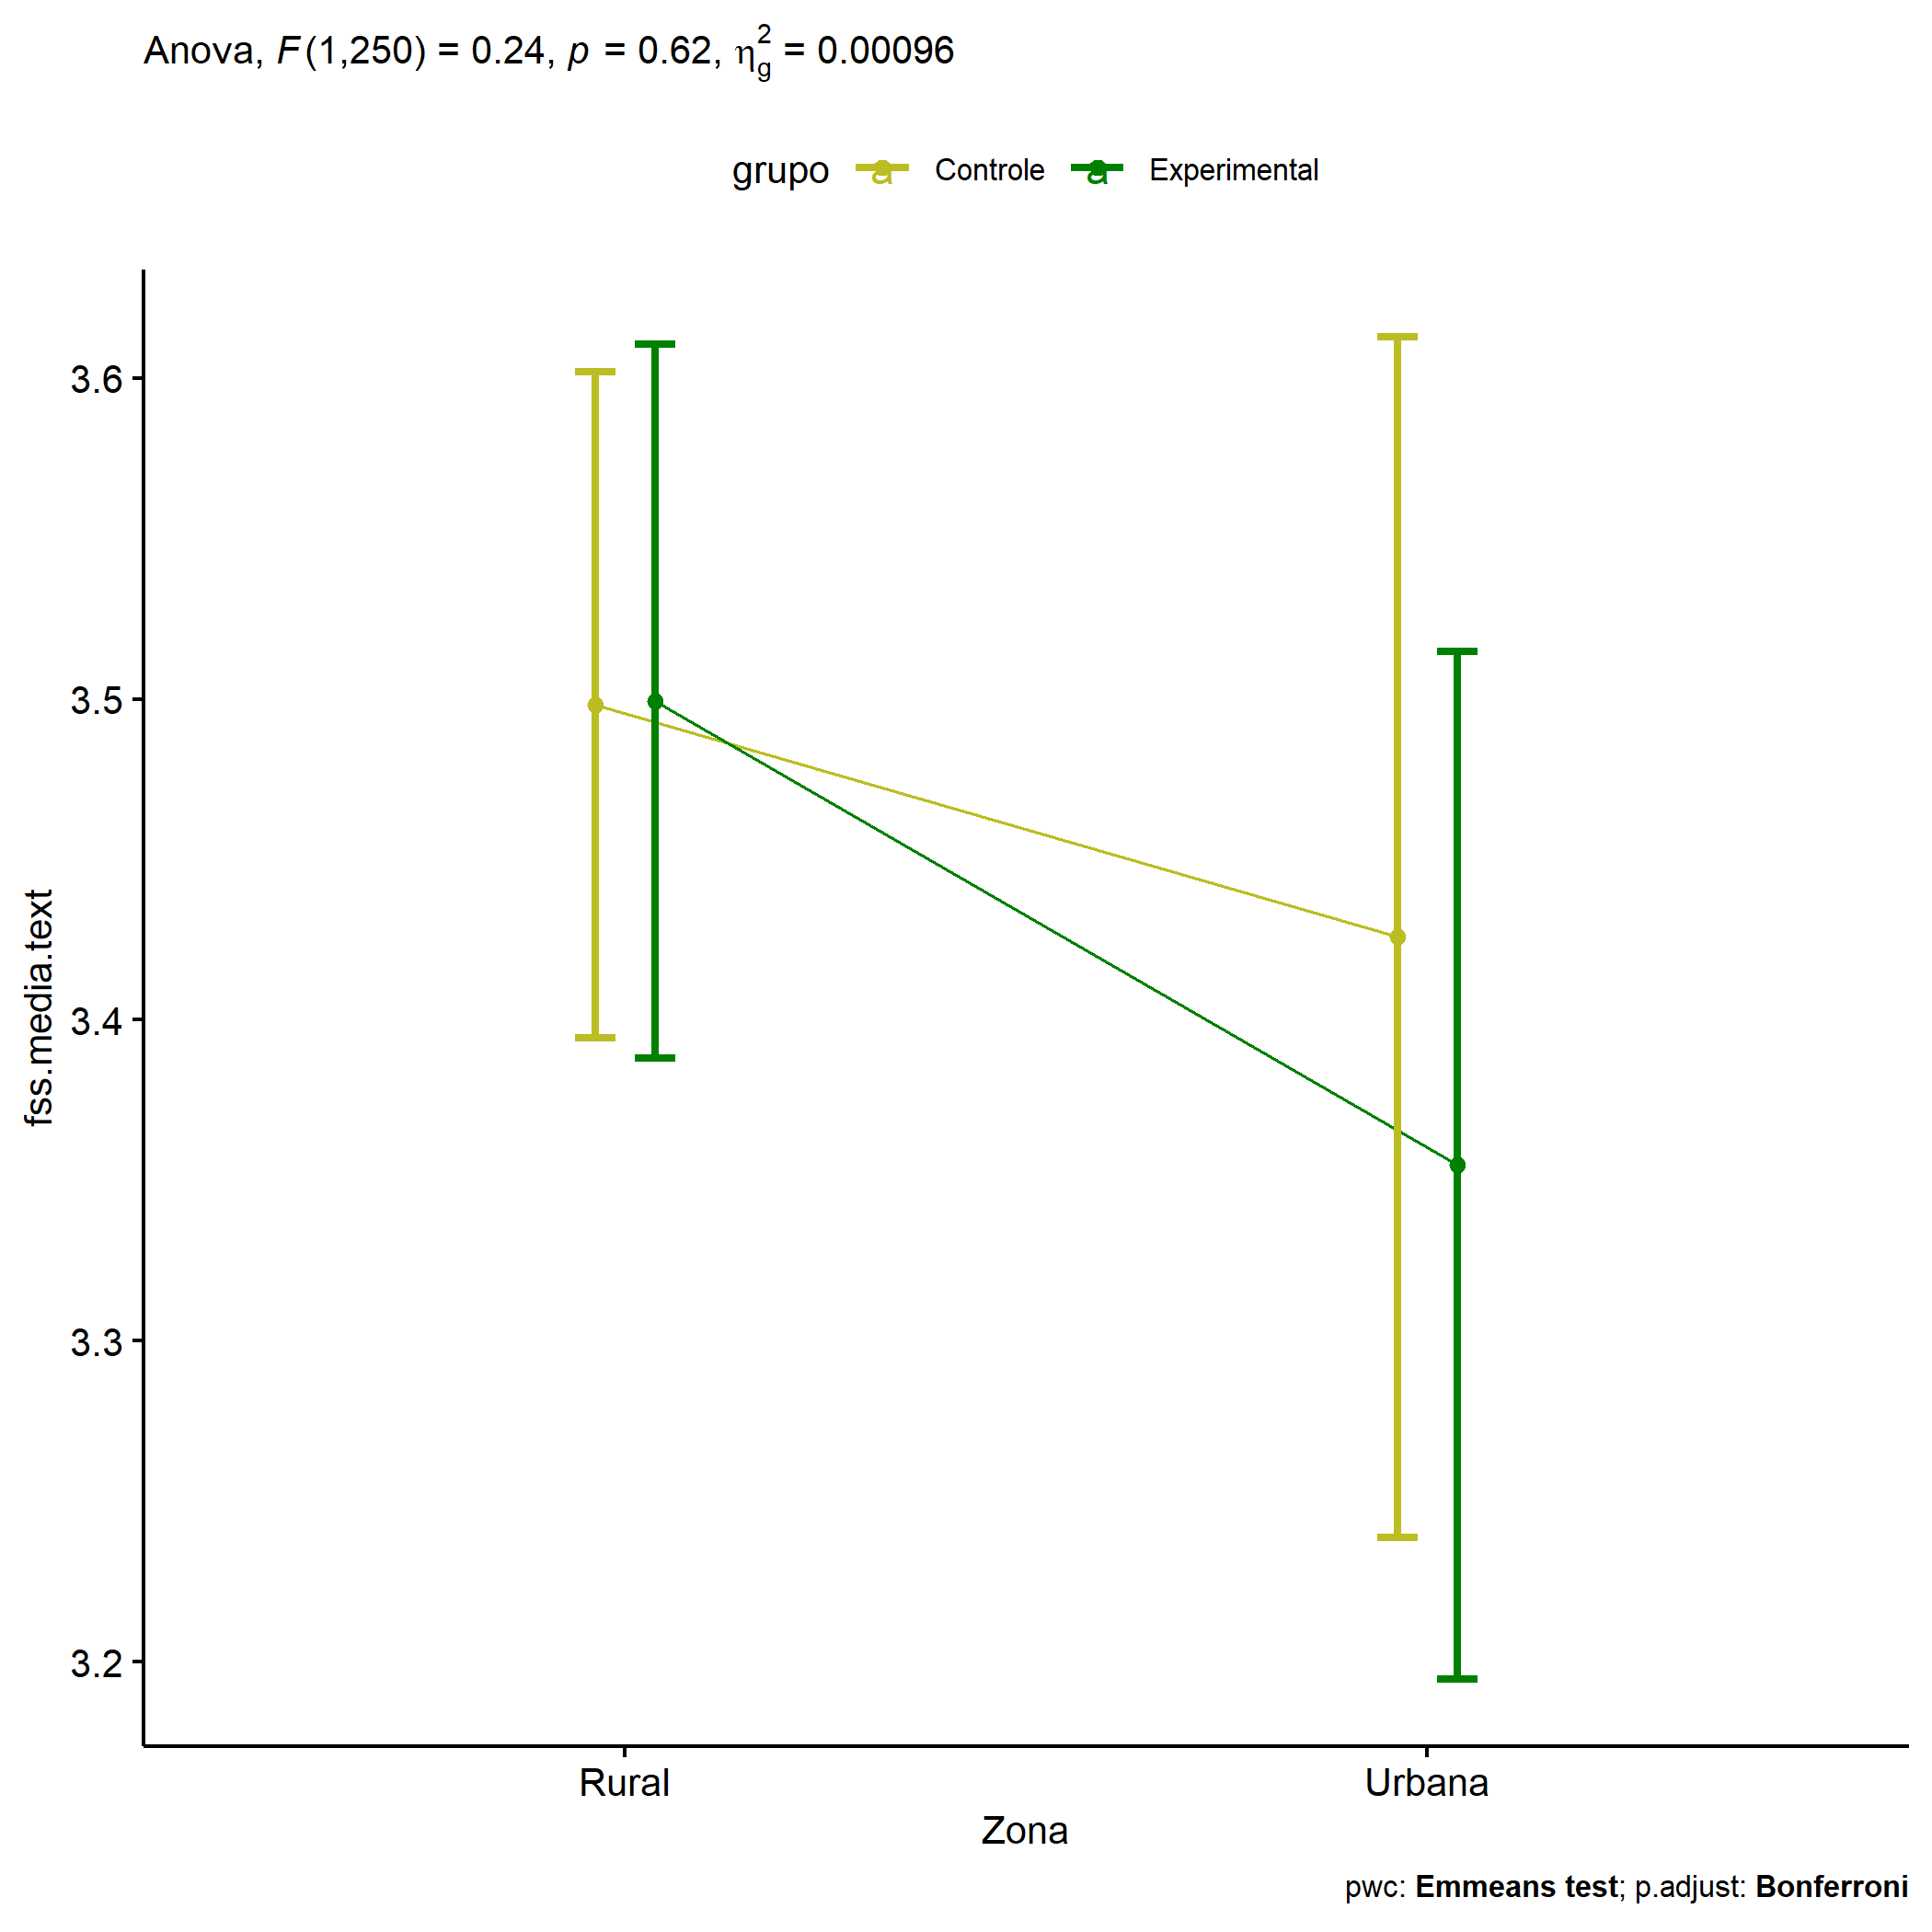 Anova, F(1,250) = 0.24, p = 0.62, η²g = 0.00096
grupo a Controle a Experimental
3.6
3.5
3.4
3.3
3.2
fss.media.text
Rural Urbana
Zona
pwc: Emmeans test; p.adjust: Bonferroni